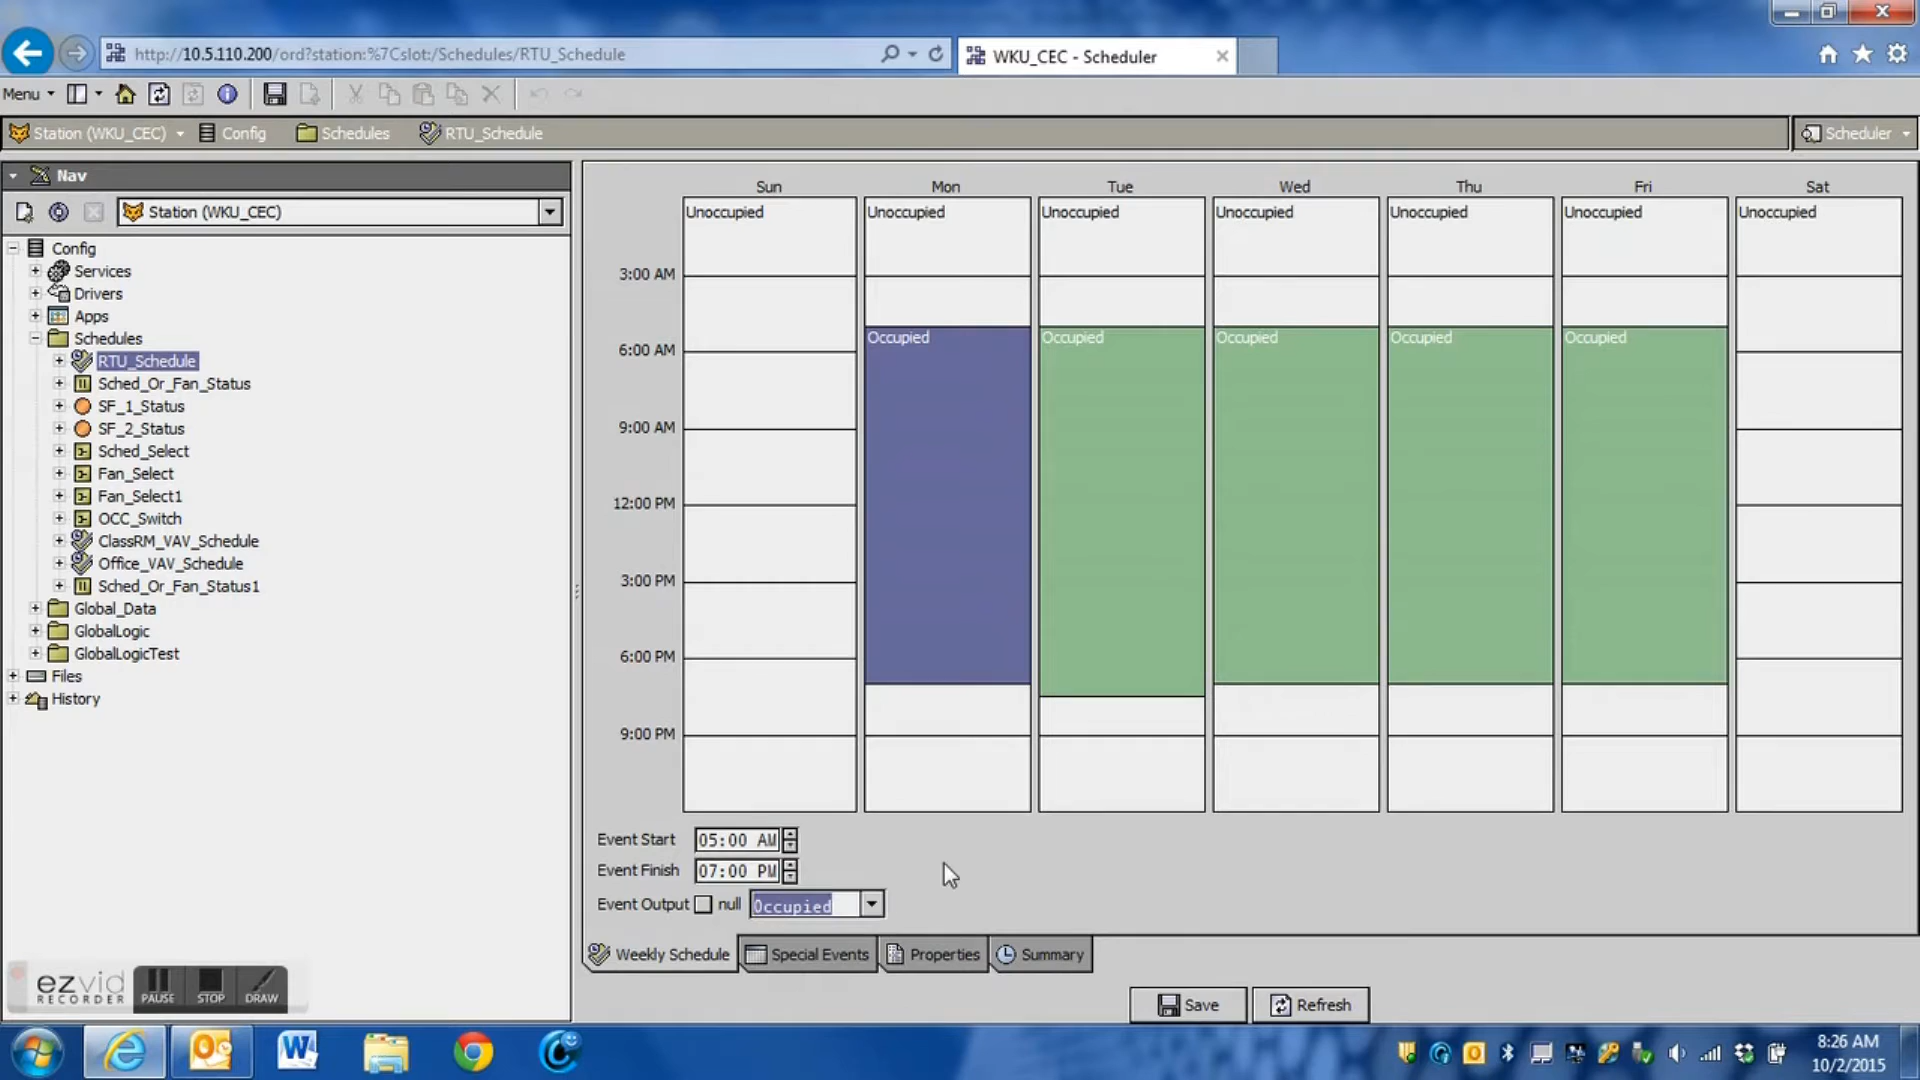 http://10.5.110.200/ord?station:%7Cslot:/Schedules/RTU_Schedule
WKU_CEC - Scheduler
Menu
Station (WKU_CEC)
Config
Schedules
RTU_Schedule
Scheduler
Nav
Station (WKU_CEC)
Config
Services
Drivers
Apps
Schedules
RTU_Schedule
Sched_Or_Fan_Status
SF_1_Status
SF_2_Status
Sched_Select
Fan_Select
Fan_Select1
OCC_Switch
ClassRM_VAV_Schedule
Office_VAV_Schedule
Sched_Or_Fan_Status1
Global_Data
GlobalLogic
GlobalLogicTest
Files
History
Sun Mon Tue Wed Thu Fri Sat
Unoccupied Unoccupied Unoccupied Unoccupied Unoccupied Unoccupied Unoccupied
3:00 AM
Occupied Occupied Occupied Occupied Occupied
6:00 AM
9:00 AM
12:00 PM
3:00 PM
6:00 PM
9:00 PM
Event Start 05:00 AM
Event Finish 07:00 PM
Event Output null Occupied
Weekly Schedule Special Events Properties Summary
Save Refresh
ezvid
RECORDER
PAUSE STOP DRAW
8:26 AM
10/2/2015